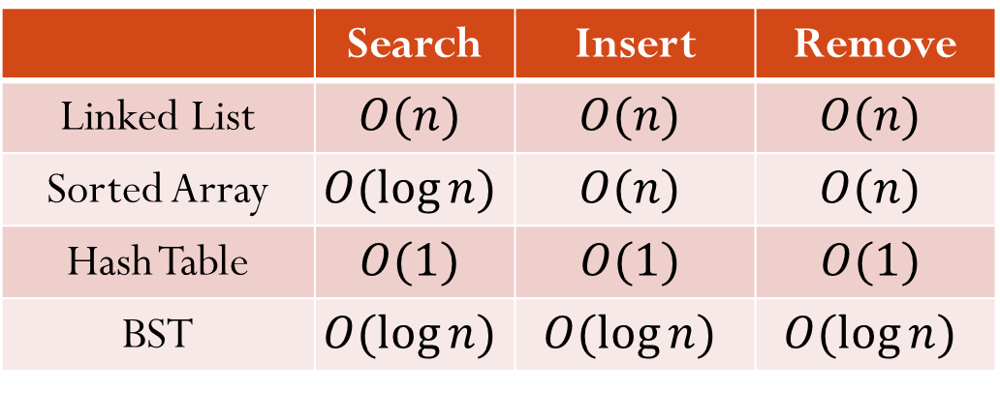 Search Insert Remove
Linked List O(n) O(n) O(n)
Sorted Array O(log n) O(n) O(n)
Hash Table O(1) O(1) O(1)
BST O(log n) O(log n) O(log n)